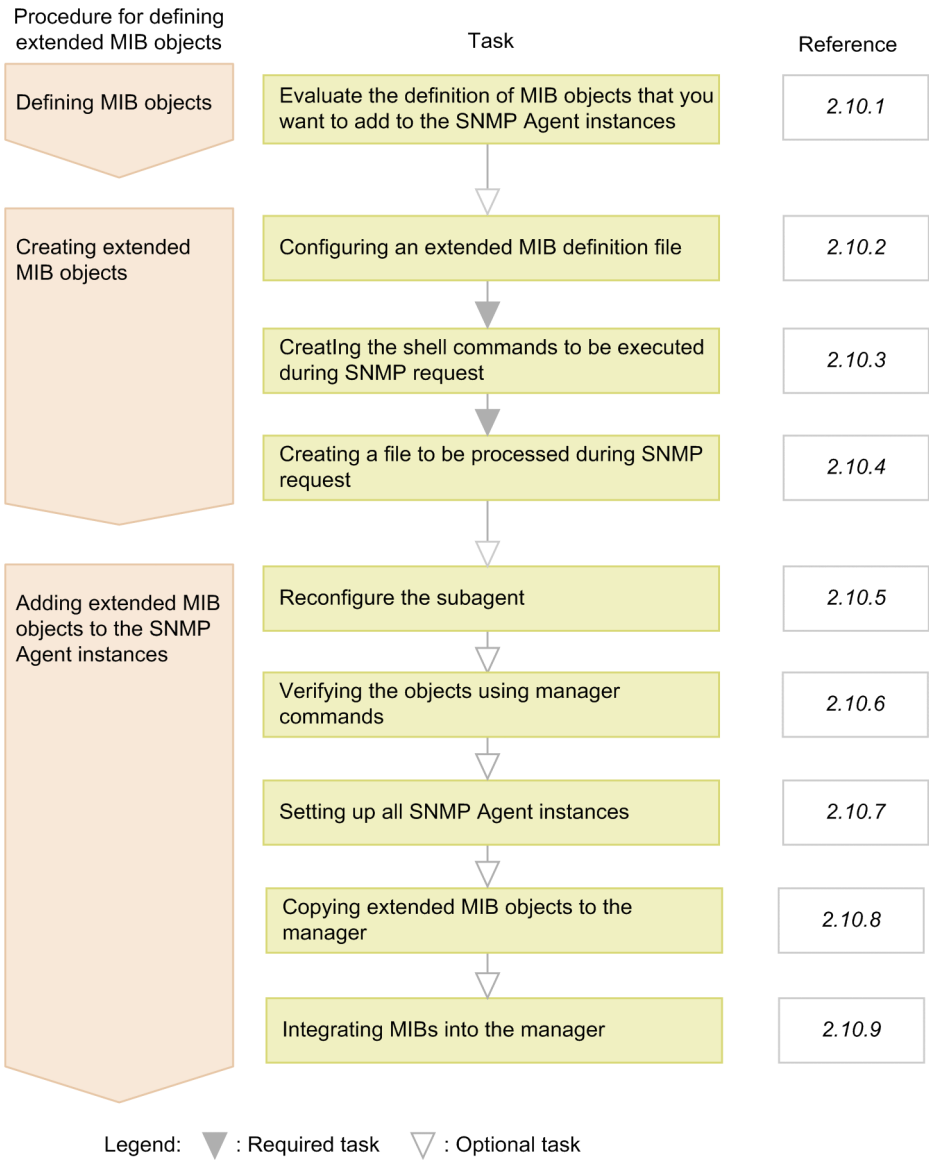 Procedure for defining
extended MIB objects
Task
Reference
Defining MIB objects
Evaluate the definition of MIB objects that you
want to add to the SNMP Agent instances
2.10.1
Creating extended
MIB objects
Configuring an extended MIB definition file
2.10.2
CreatIng the shell commands to be executed
during SNMP request
2.10.3
Creating a file to be processed during SNMP
request
2.10.4
Adding extended MIB
objects to the SNMP
Agent instances
Reconfigure the subagent
2.10.5
Verifying the objects using manager
commands
2.10.6
Setting up all SNMP Agent instances
2.10.7
Copying extended MIB objects to the
manager
2.10.8
Integrating MIBs into the manager
2.10.9
Legend: : Required task : Optional task